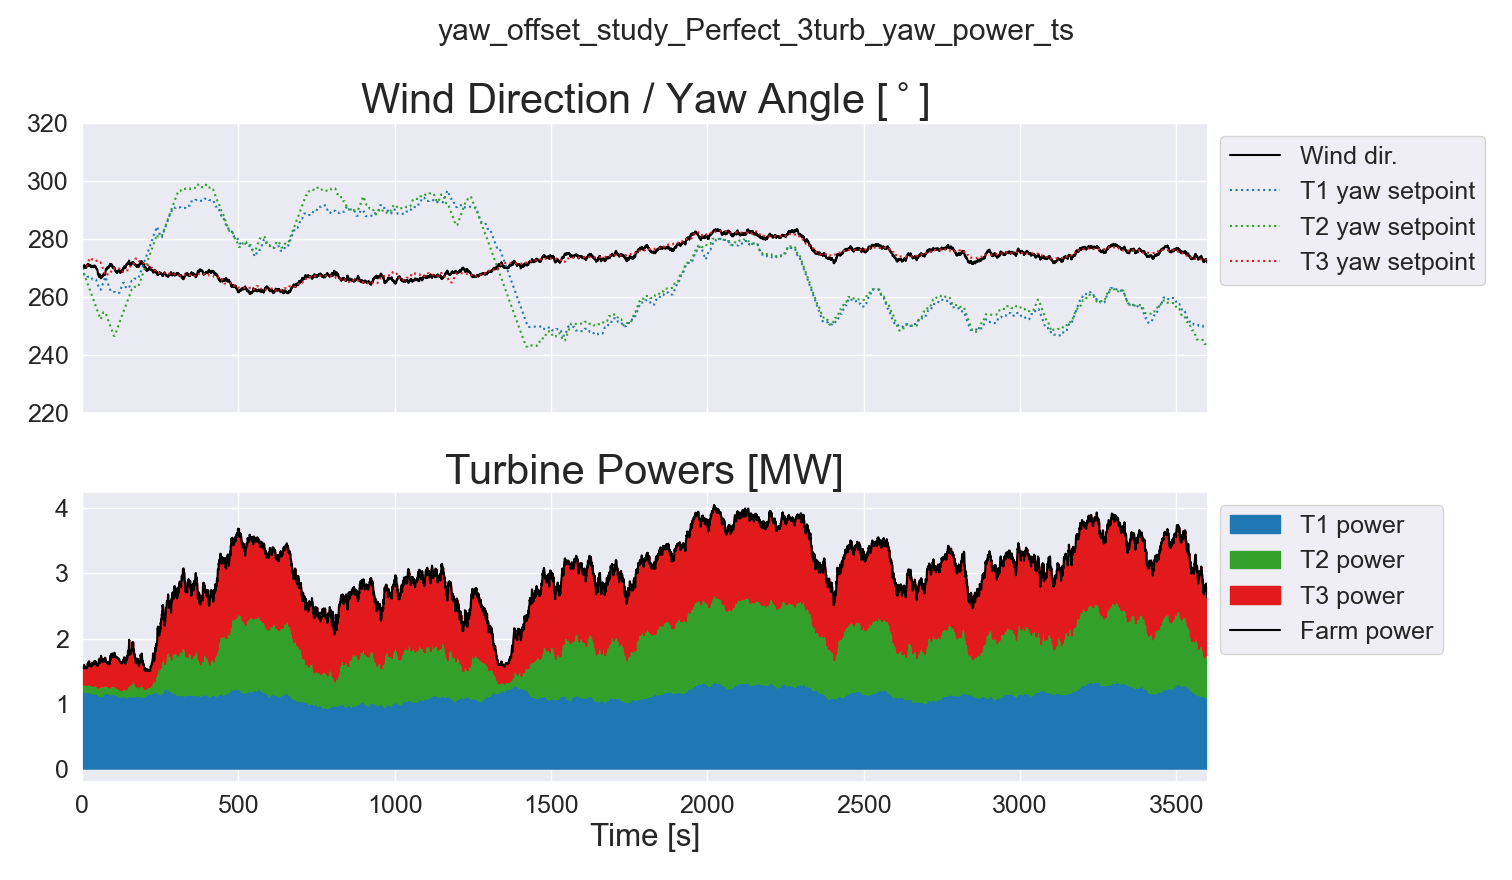 yaw_offset_study_Perfect_3turb_yaw_power_ts
Wind Direction / Yaw Angle [°]
320
300
280
260
240
220
Wind dir.
T1 yaw setpoint
T2 yaw setpoint
T3 yaw setpoint
Turbine Powers [MW]
4
3
2
1
0
T1 power
T2 power
T3 power
Farm power
0 500 1000 1500 2000 2500 3000 3500
Time [s]